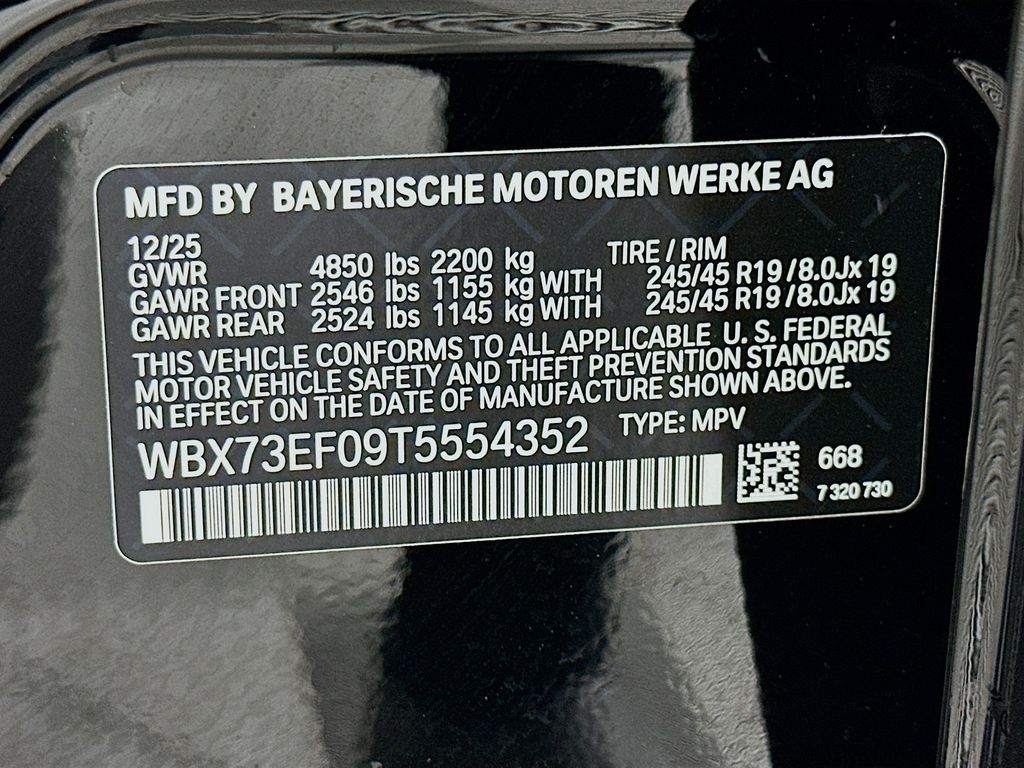 MFD BY BAYERISCHE MOTOREN WERKE AG
12/25 TIRE / RIM
GVWR 4850 lbs 2200 kg
GAWR FRONT 2546 lbs 1155 kg WITH 245/45 R19 / 8.0Jx 19
GAWR REAR 2524 lbs 1145 kg WITH 245/45 R19 / 8.0Jx 19
THIS VEHICLE CONFORMS TO ALL APPLICABLE U.S. FEDERAL
MOTOR VEHICLE SAFETY AND THEFT PREVENTION STANDARDS
IN EFFECT ON THE DATE OF MANUFACTURE SHOWN ABOVE.
WBX73EF09T5554352 TYPE: MPV
668
7 320 730